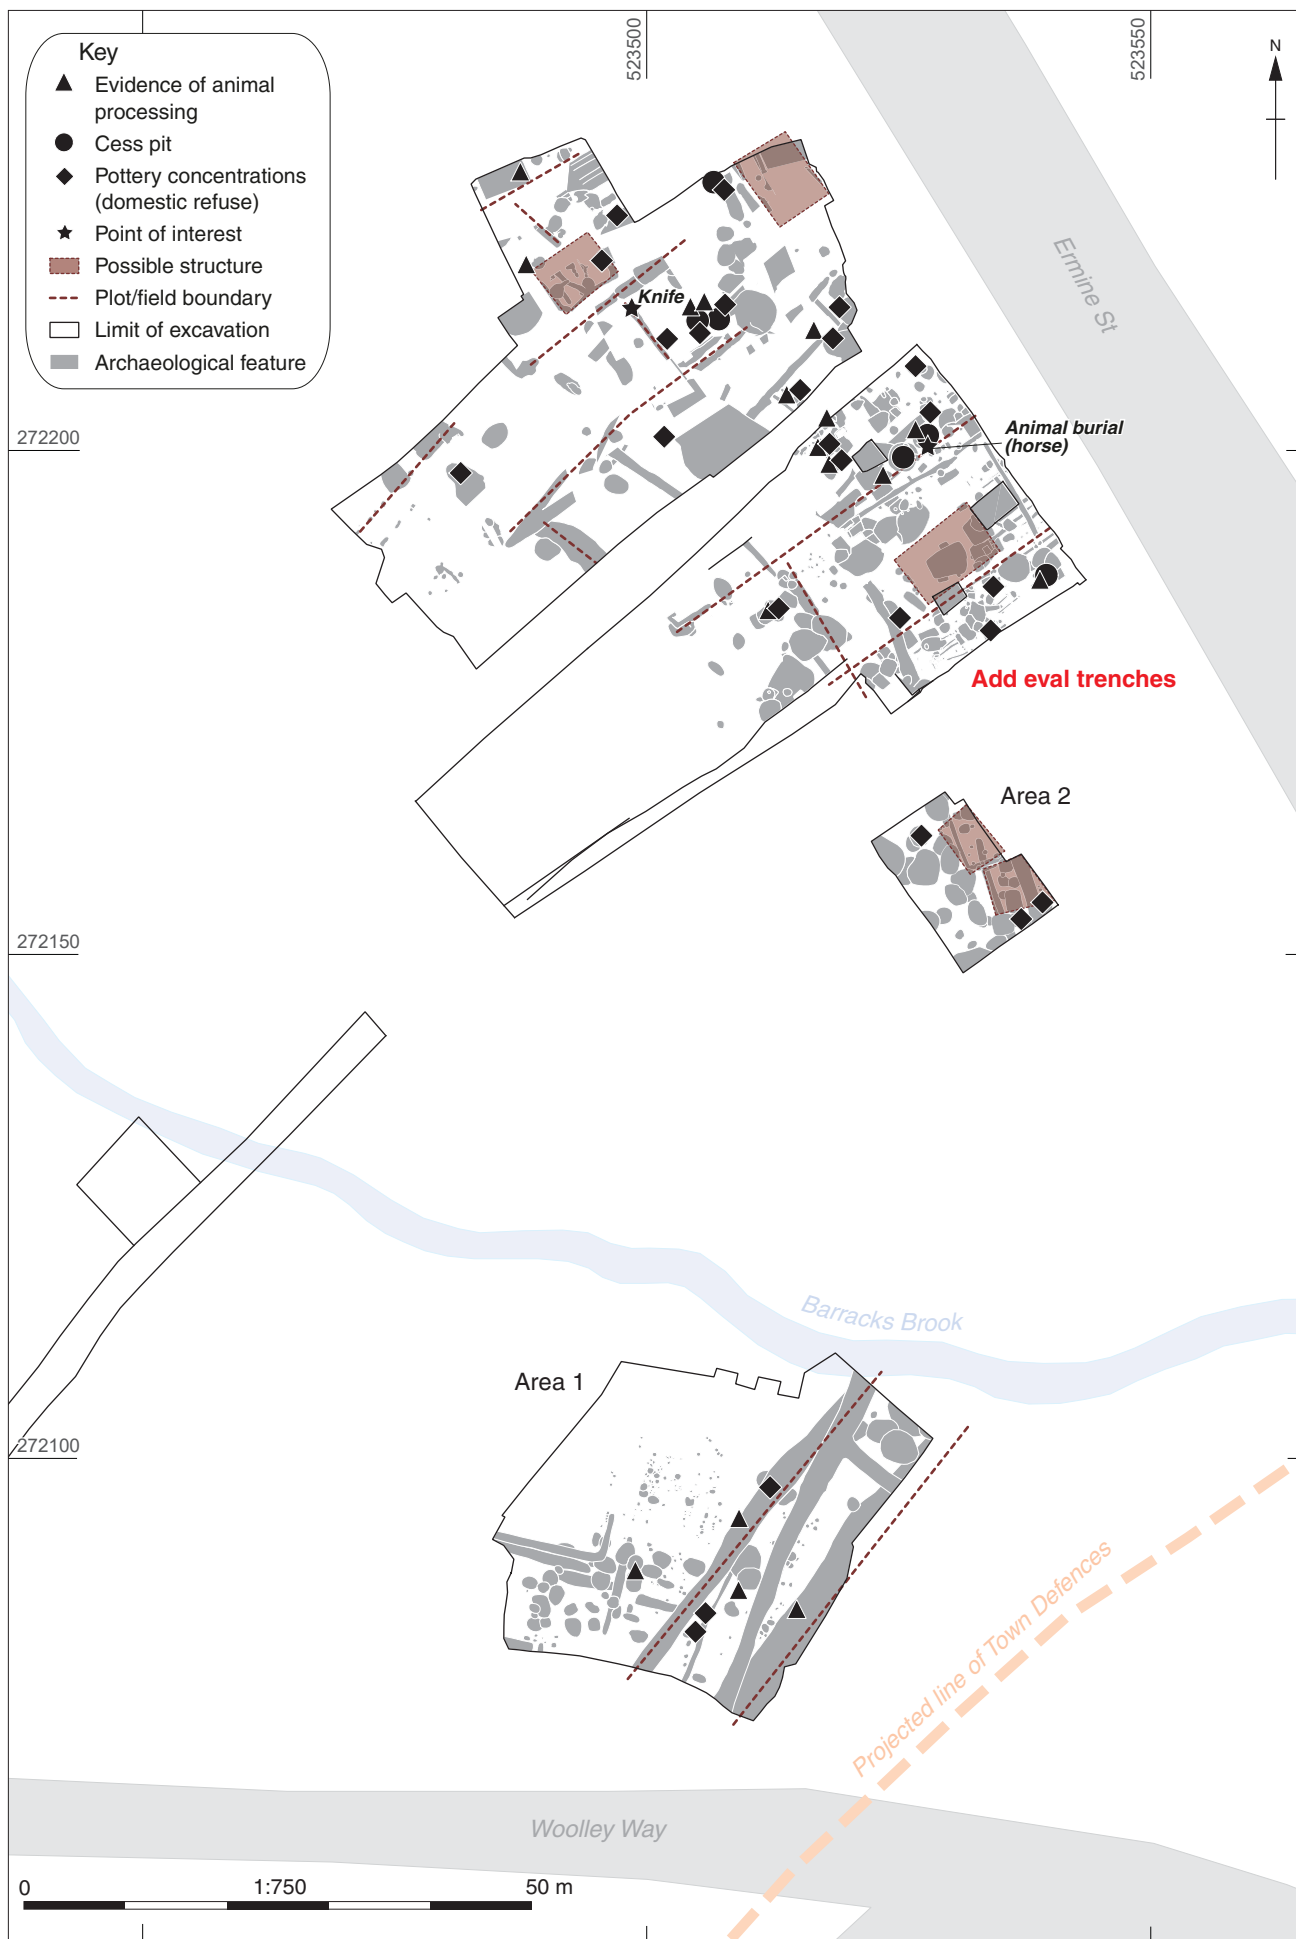 523500
523550
N
Key
Evidence of animal
processing
Cess pit
Pottery concentrations
(domestic refuse)
Point of interest
Possible structure
Plot/field boundary
Limit of excavation
Archaeological feature
Ermine St
Knife
272200
Animal burial
(horse)
Add eval trenches
Area 2
272150
Barracks Brook
Area 1
272100
Projected line of Town Defences
Woolley Way
0
1:750
50 m